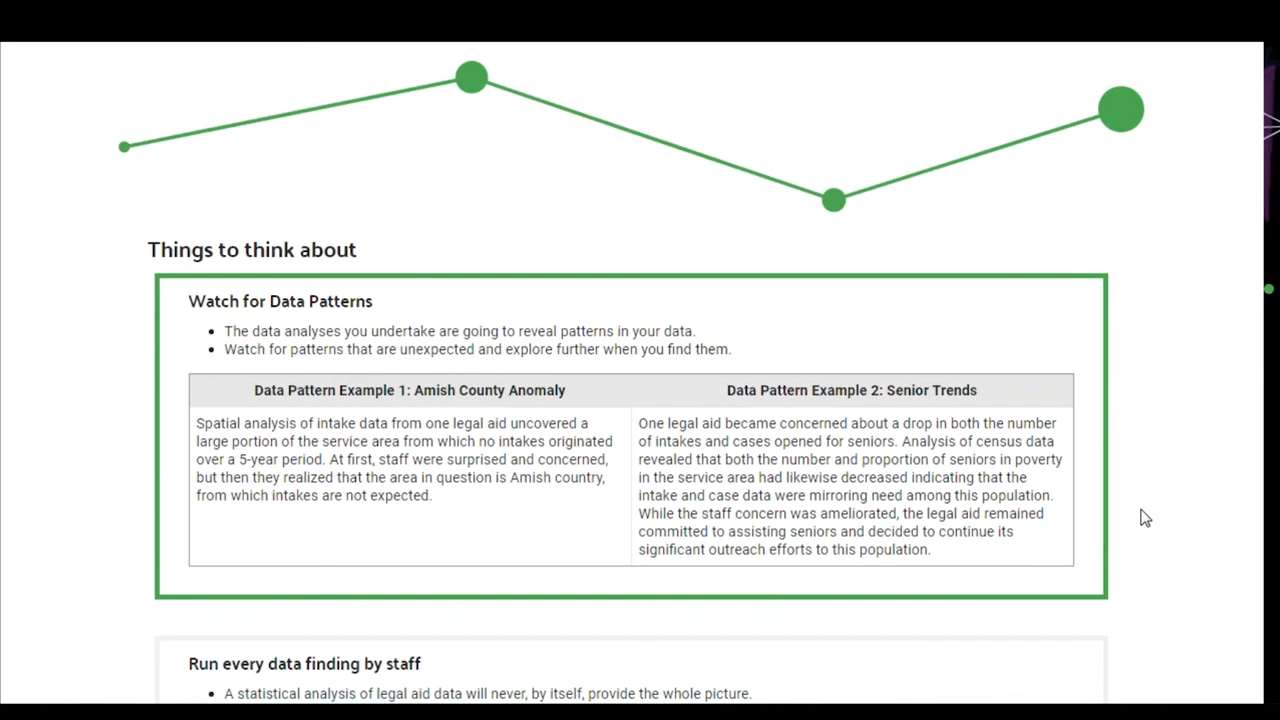 Things to think about
Watch for Data Patterns
• The data analyses you undertake are going to reveal patterns in your data.
• Watch for patterns that are unexpected and explore further when you find them.
Data Pattern Example 1: Amish County Anomaly
Spatial analysis of intake data from one legal aid uncovered a
large portion of the service area from which no intakes originated
over a 5-year period. At first, staff were surprised and concerned,
but then they realized that the area in question is Amish country,
from which intakes are not expected.
Data Pattern Example 2: Senior Trends
One legal aid became concerned about a drop in both the number
of intakes and cases opened for seniors. Analysis of census data
revealed that both the number and proportion of seniors in poverty
in the service area had likewise decreased indicating that the
intake and case data were mirroring need among this population.
While the staff concern was ameliorated, the legal aid remained
committed to assisting seniors and decided to continue its
significant outreach efforts to this population.
Run every data finding by staff
• A statistical analysis of legal aid data will never, by itself, provide the whole picture.